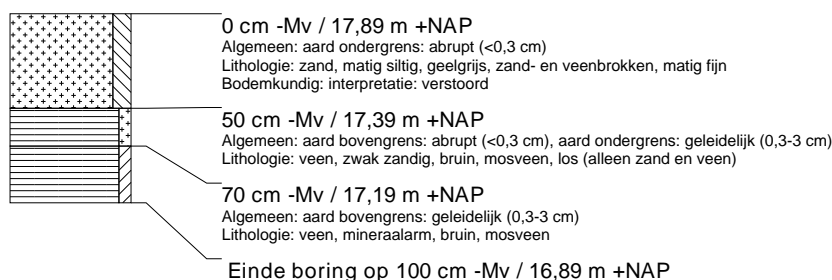 0 cm -Mv / 17,89 m +NAP
Algemeen: aard ondergrens: abrupt (<0,3 cm)
Lithologie: zand, matig siltig, geelgrijs, zand- en veenbrokken, matig fijn
Bodemkundig: interpretatie: verstoord
50 cm -Mv / 17,39 m +NAP
Algemeen: aard bovengrens: abrupt (<0,3 cm), aard ondergrens: geleidelijk (0,3-3 cm)
Lithologie: veen, zwak zandig, bruin, mosveen, los (alleen zand en veen)
70 cm -Mv / 17,19 m +NAP
Algemeen: aard bovengrens: geleidelijk (0,3-3 cm)
Lithologie: veen, mineraalarm, bruin, mosveen
Einde boring op 100 cm -Mv / 16,89 m +NAP